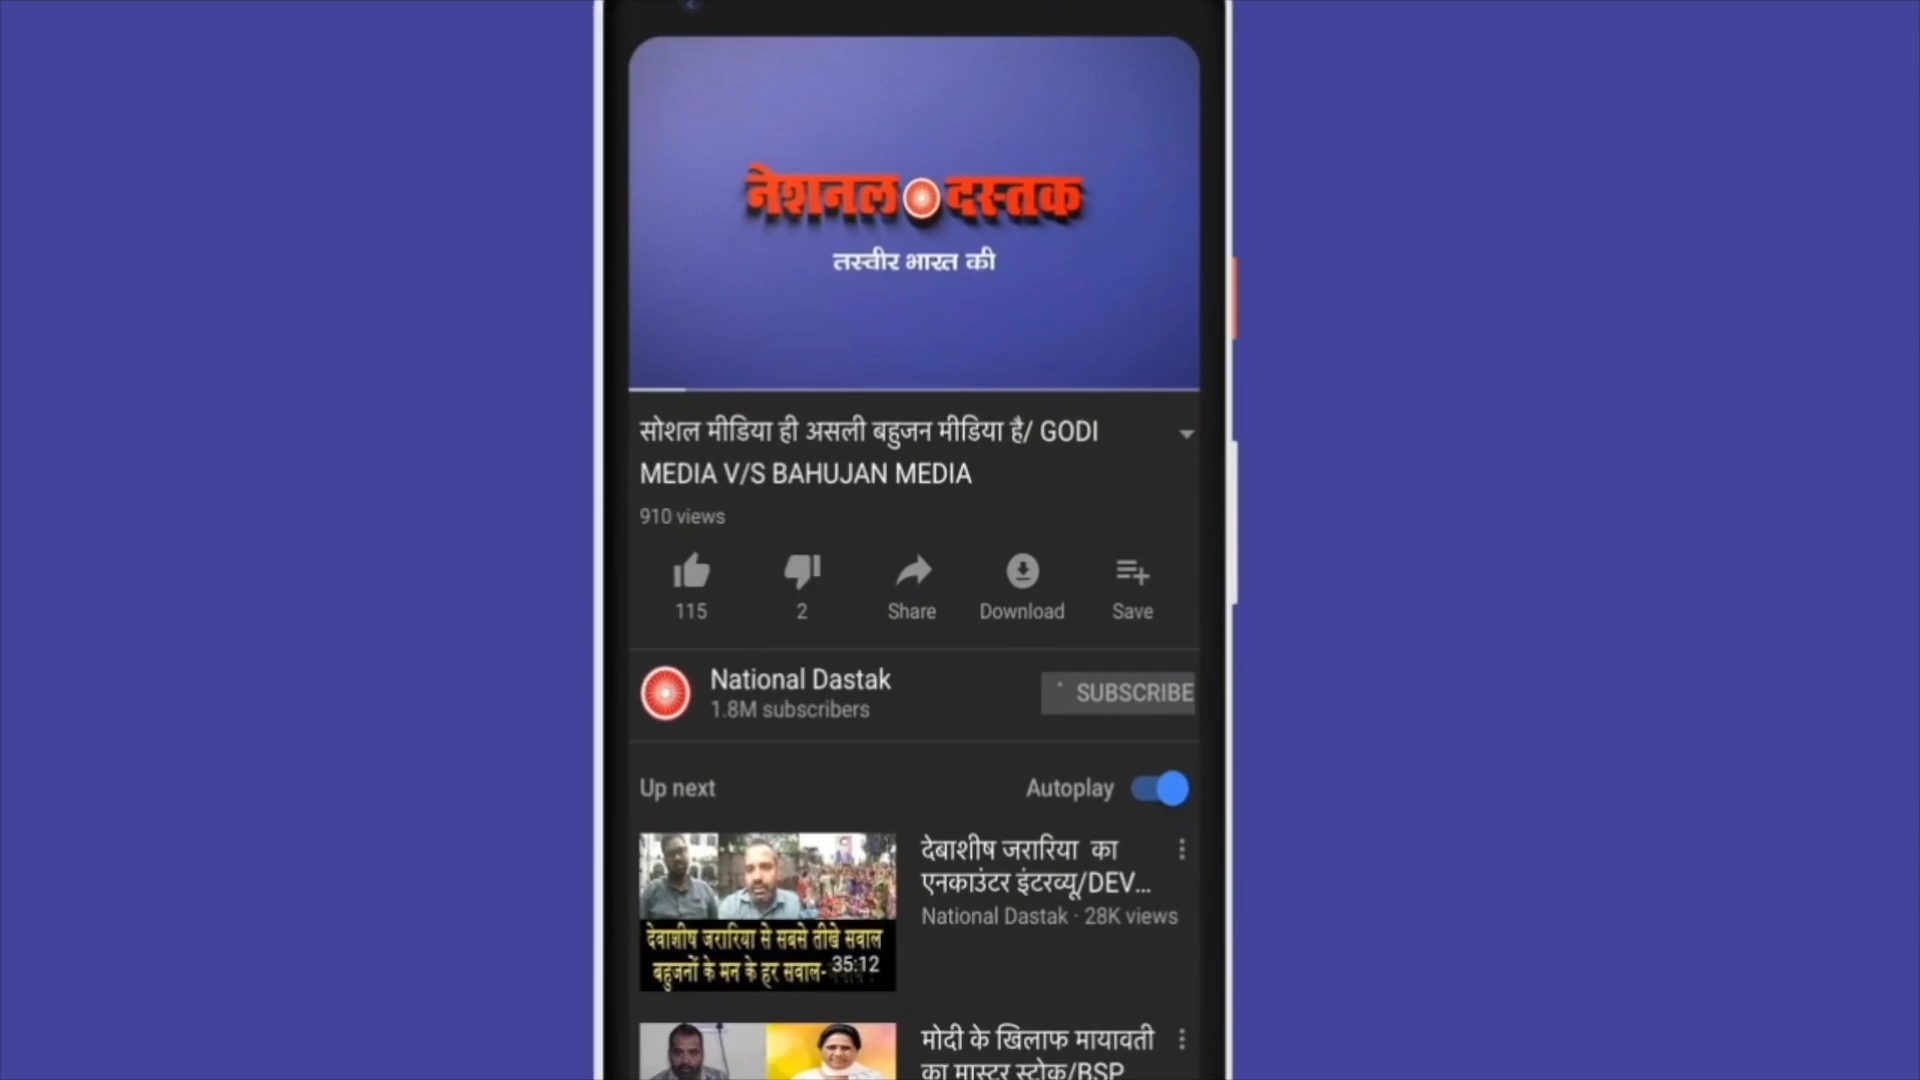 नेशनल दस्तक
तस्वीर भारत की
सोशल मीडिया ही असली बहुजन मीडिया है/ GODI
MEDIA V/S BAHUJAN MEDIA
910 views
115
2
Share
Download
Save
National Dastak
1.8M subscribers
SUBSCRIBE
Up next
Autoplay
देबाशीष जरारिया का
एनकाउंटर इंटरव्यू/DEV...
National Dastak · 28K views
देवाशीष जरारिया से सबसे तीखे सवाल
बहुजनों के मन के हर सवाल-
35:12
मोदी के खिलाफ मायावती
का मास्टर स्ट्रोक/BSP